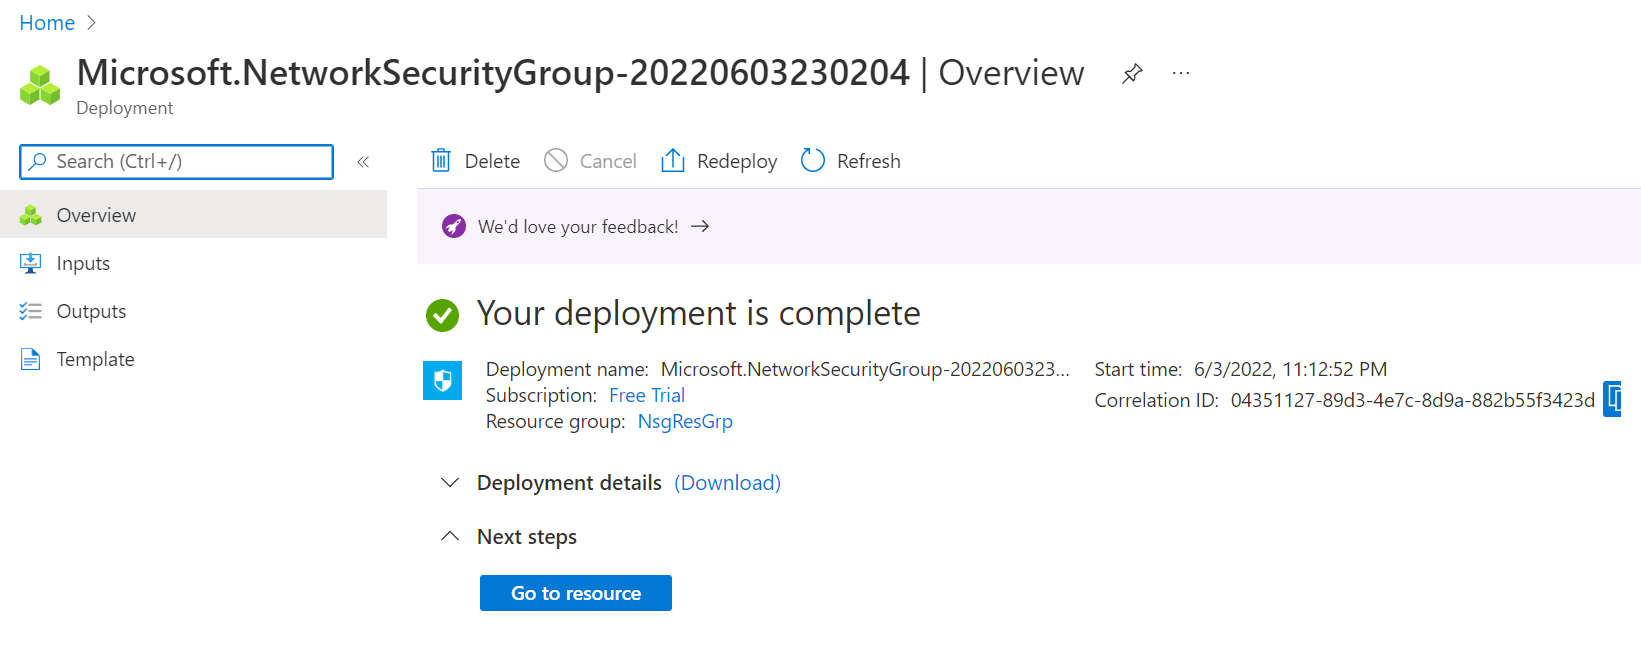 Home
Microsoft.NetworkSecurityGroup-20220603230204 | Overview
Deployment
Search (Ctrl+/)
Delete
Cancel
Redeploy
Refresh
Overview
Inputs
Outputs
Template
We'd love your feedback!
Your deployment is complete
Deployment name: Microsoft.NetworkSecurityGroup-2022060323...
Subscription: Free Trial
Resource group: NsgResGrp
Start time: 6/3/2022, 11:12:52 PM
Correlation ID: 04351127-89d3-4e7c-8d9a-882b55f3423d
Deployment details (Download)
Next steps
Go to resource